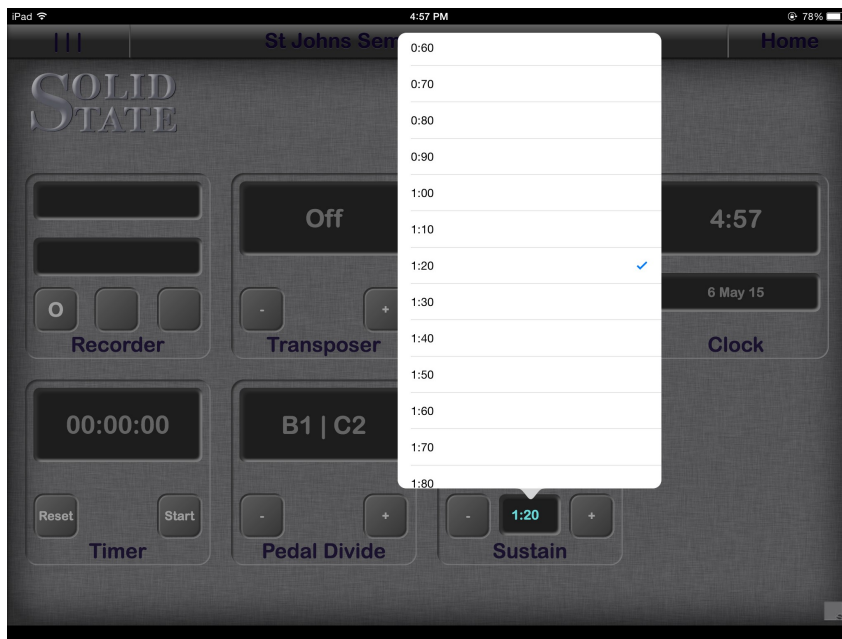 iPad 4:57 PM 78%
||| St Johns Sem Home
SOLID
STATE
0:60
0:70
0:80
0:90
1:00
1:10
1:20
1:30
1:40
1:50
1:60
1:70
1:80
O
Recorder
Off
- +
Transposer
4:57
6 May 15
Clock
00:00:00
Reset Start
Timer
B1 | C2
- +
Pedal Divide
- 1:20 +
Sustain